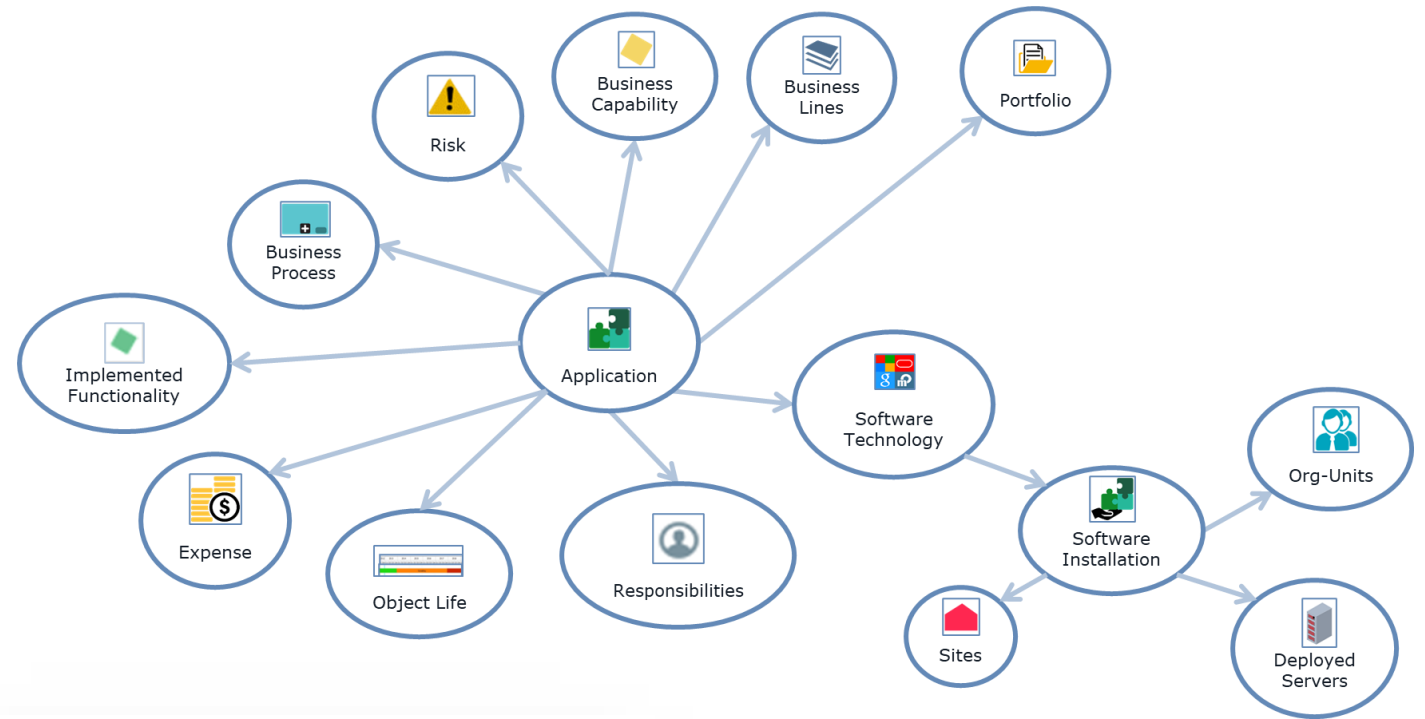 Business
Capability
Business
Lines
Portfolio
Risk
Business
Process
Implemented
Functionality
Application
Software
Technology
Org-Units
Expense
Object Life
Responsibilities
Software
Installation
Sites
Deployed
Servers